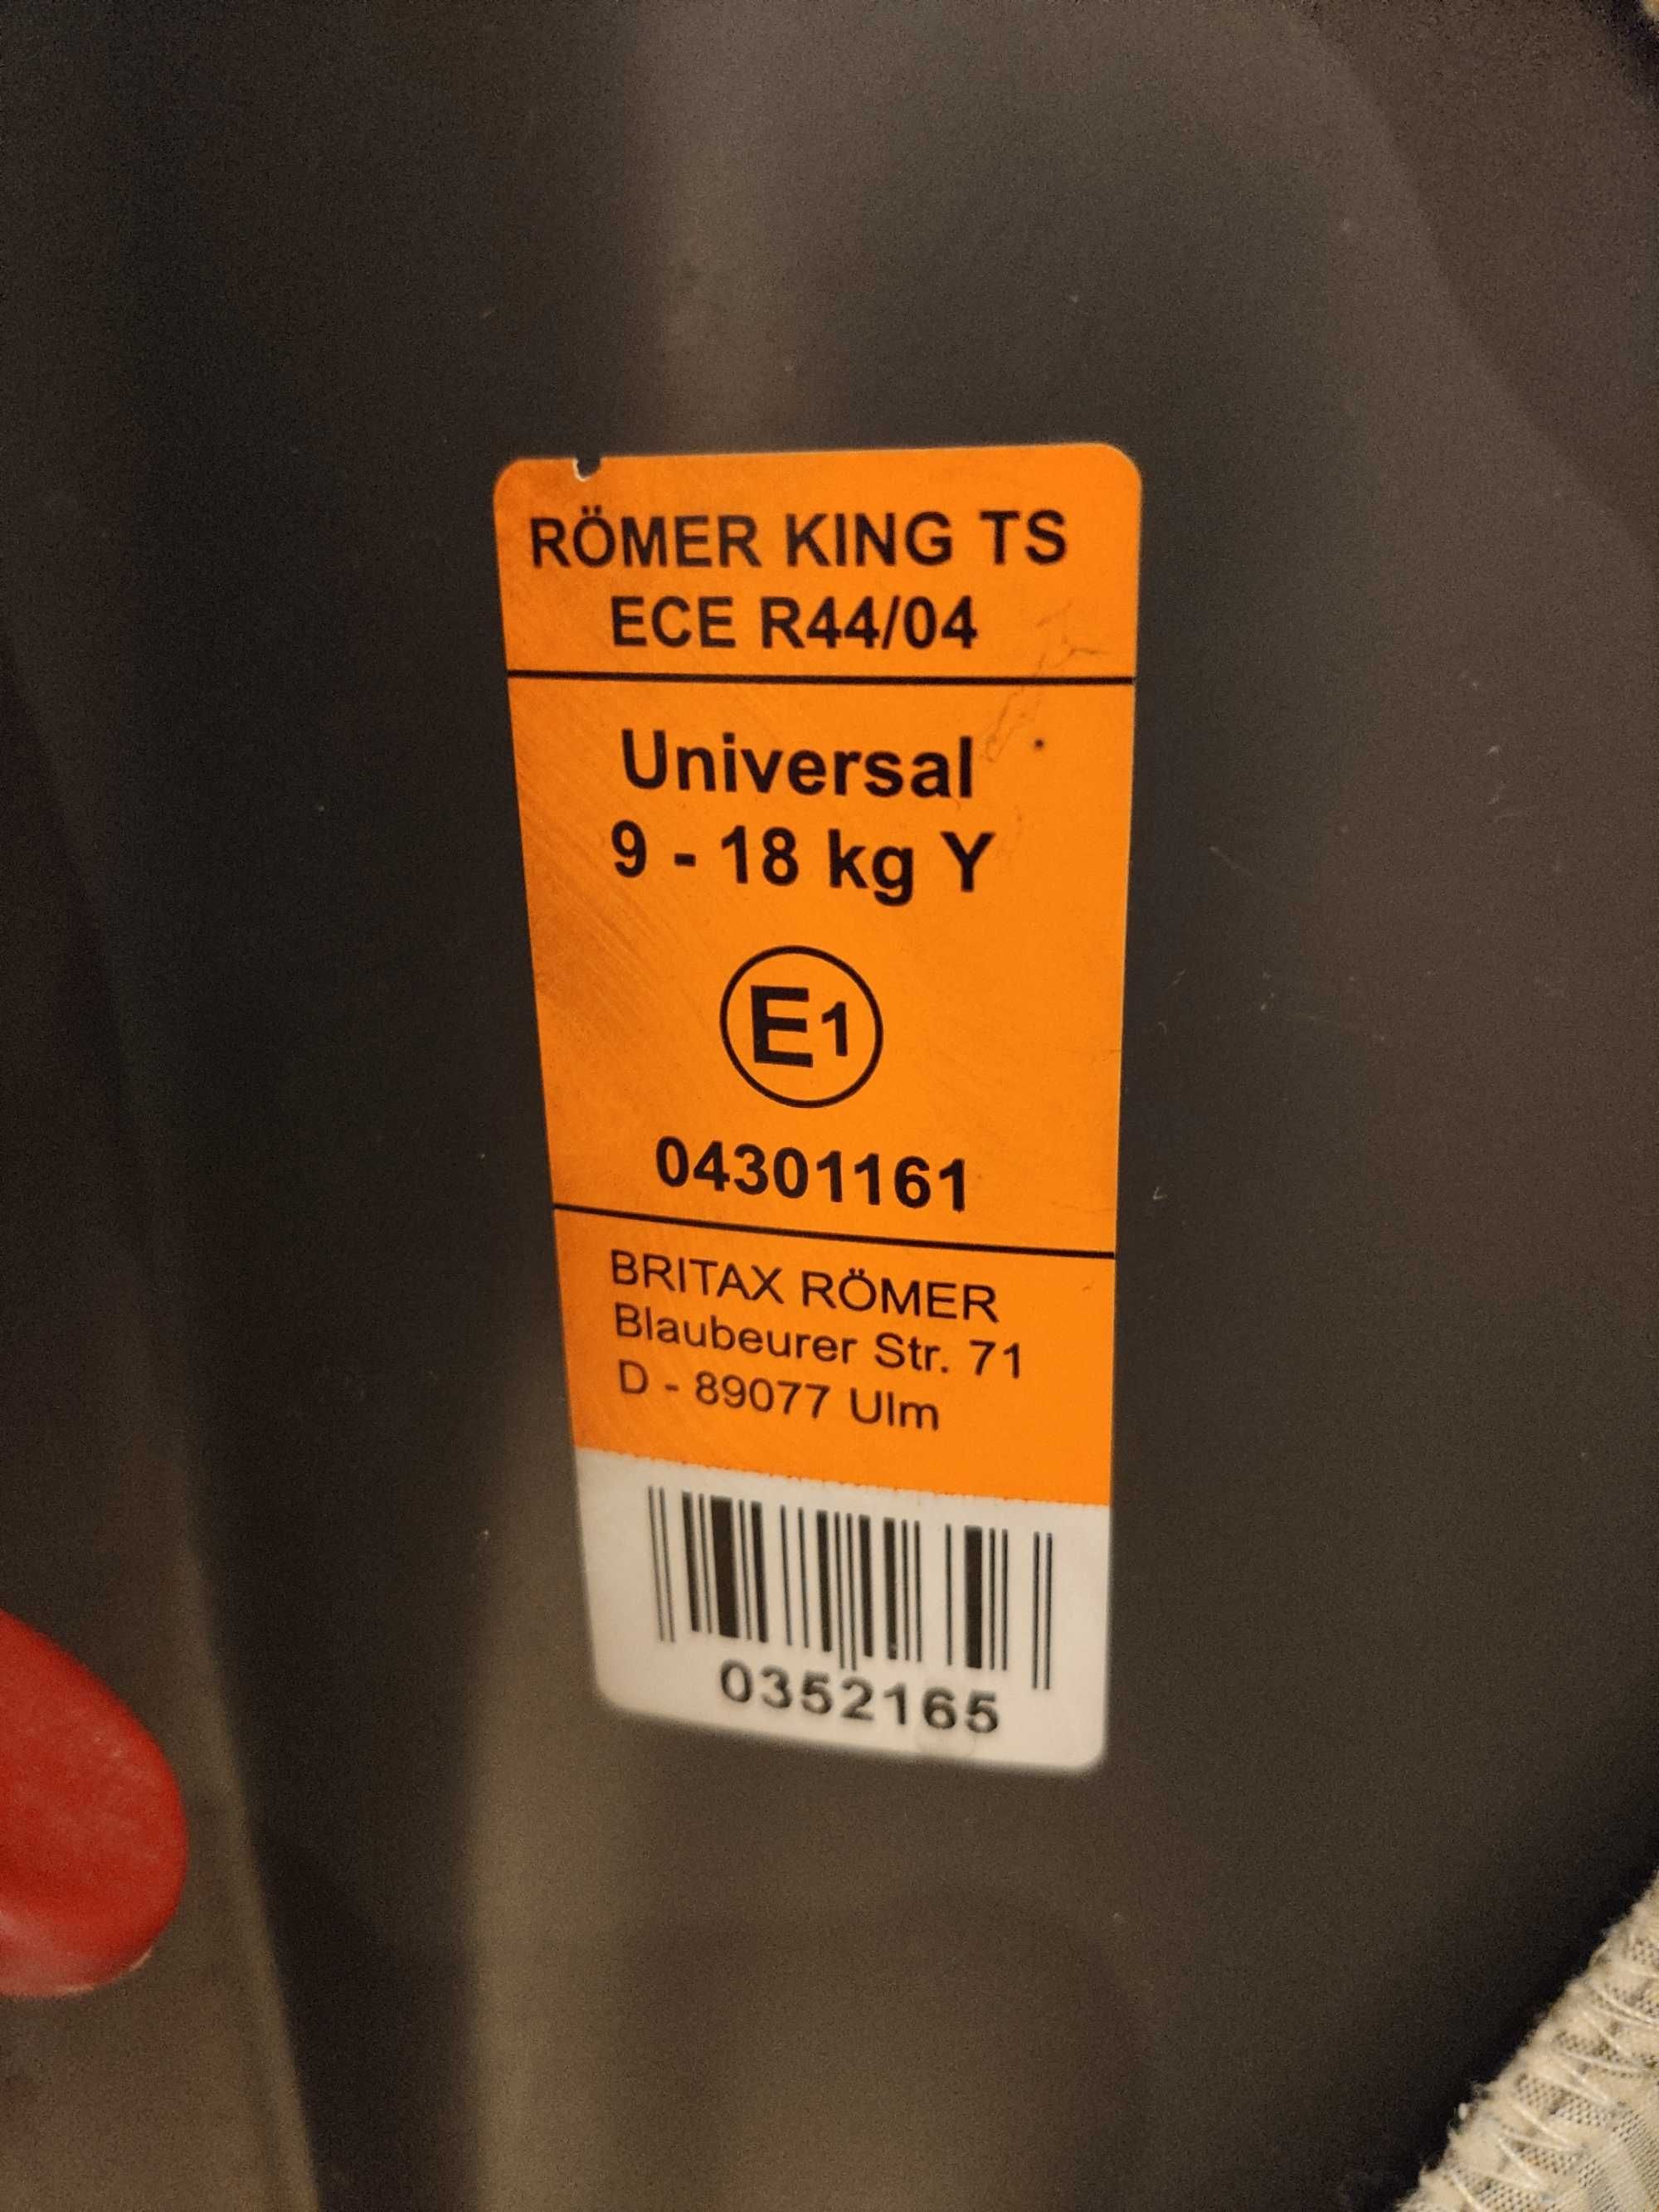 RÖMER KING TS
ECE R44/04
Universal
9 - 18 kg Y
E1
04301161
BRITAX RÖMER
Blaubeurer Str. 71
D - 89077 Ulm
0352165